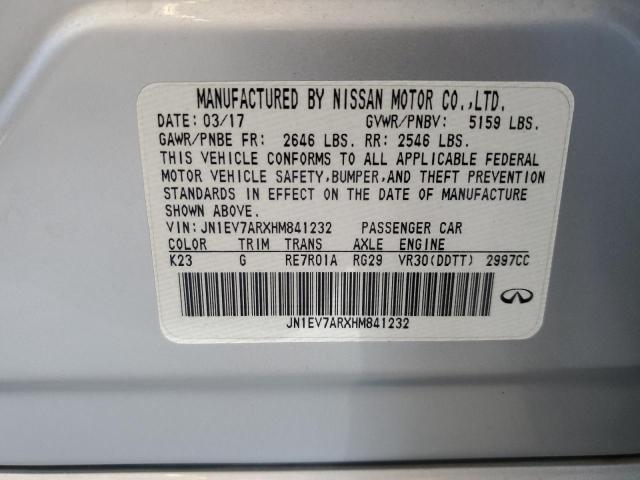 MANUFACTURED BY NISSAN MOTOR CO.,LTD.
DATE: 03/17 GVWR/PNBV: 5159 LBS.
GAWR/PNBE FR: 2646 LBS. RR: 2546 LBS.
THIS VEHICLE CONFORMS TO ALL APPLICABLE FEDERAL
MOTOR VEHICLE SAFETY,BUMPER,AND THEFT PREVENTION
STANDARDS IN EFFECT ON THE DATE OF MANUFACTURE
SHOWN ABOVE.
VIN:JN1EV7ARXHM841232 PASSENGER CAR
COLOR TRIM TRANS AXLE ENGINE
K23 G RE7R01A RG29 VR30(DDTT) 2997CC
JN1EV7ARXHM841232